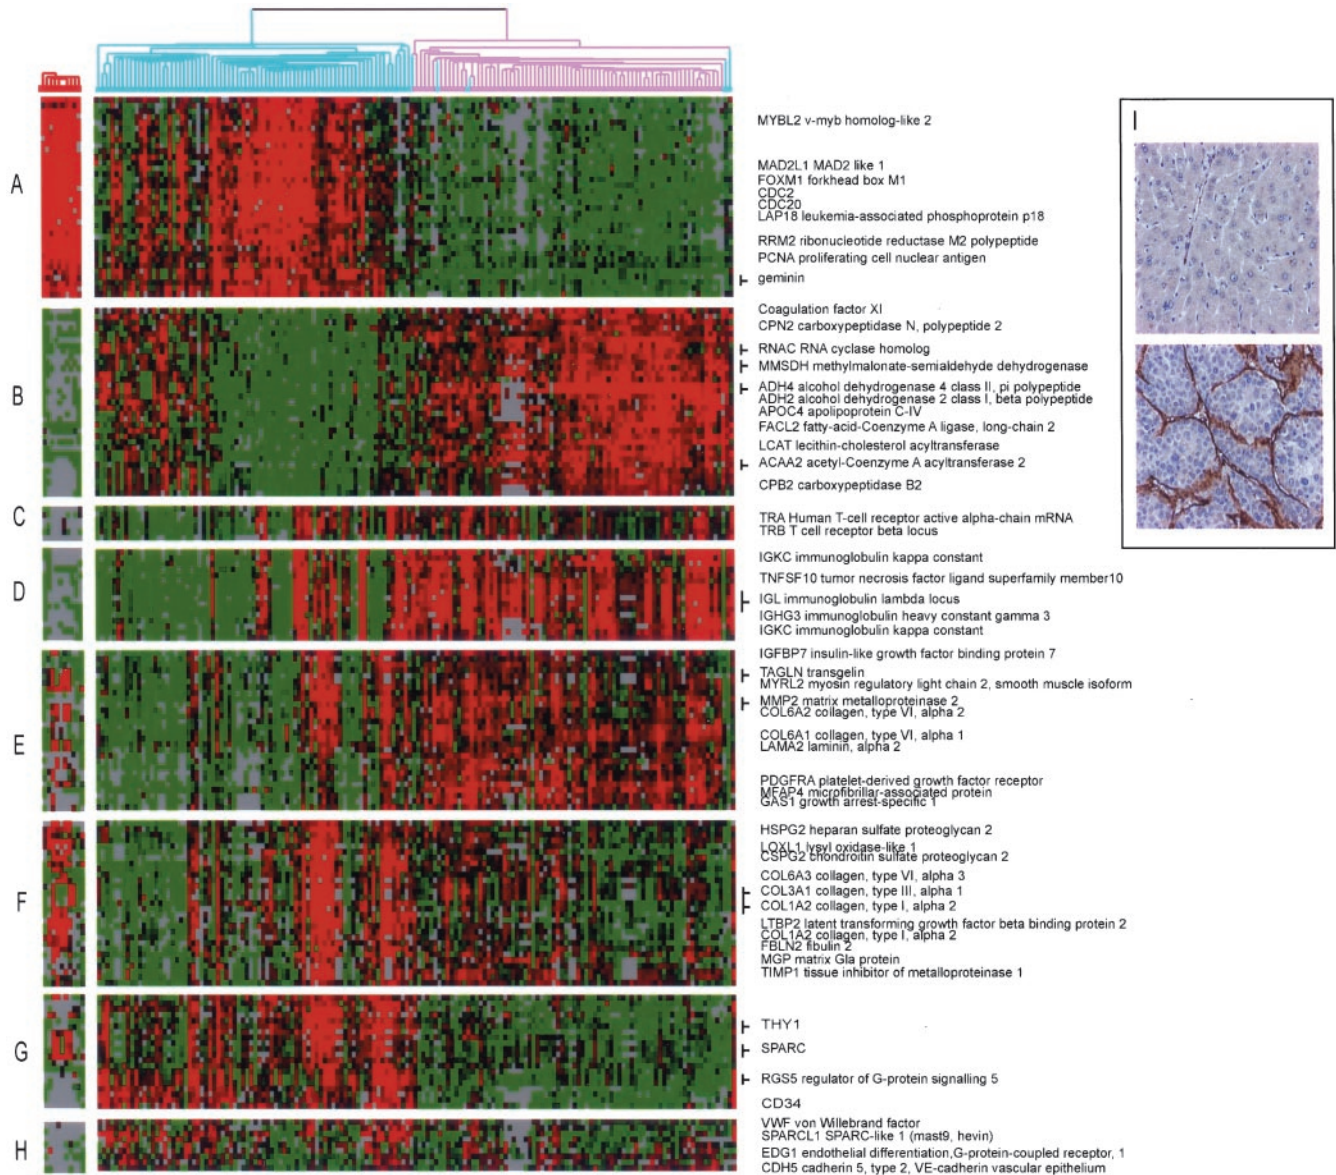 A
MYBL2 v-myb homolog-like 2
MAD2L1 MAD2 like 1
FOXM1 forkhead box M1
CDC2
CDC20
LAP18 leukemia-associated phosphoprotein p18
RRM2 ribonucleotide reductase M2 polypeptide
PCNA proliferating cell nuclear antigen
geminin
B
Coagulation factor XI
CPN2 carboxypeptidase N, polypeptide 2
RNAC RNA cyclase homolog
MMSDH methylmalonate-semialdehyde dehydrogenase
ADH4 alcohol dehydrogenase 4 class II, pi polypeptide
ADH2 alcohol dehydrogenase 2 class I, beta polypeptide
APOC4 apolipoprotein C-IV
FACL2 fatty-acid-Coenzyme A ligase, long-chain 2
LCAT lecithin-cholesterol acyltransferase
ACAA2 acetyl-Coenzyme A acyltransferase 2
CPB2 carboxypeptidase B2
C
TRA Human T-cell receptor active alpha-chain mRNA
TRB T cell receptor beta locus
D
IGKC immunoglobulin kappa constant
TNFSF10 tumor necrosis factor ligand superfamily member10
IGL immunoglobulin lambda locus
IGHG3 immunoglobulin heavy constant gamma 3
IGKC immunoglobulin kappa constant
E
IGFBP7 insulin-like growth factor binding protein 7
TAGLN transgelin
MYRL2 myosin regulatory light chain 2, smooth muscle isoform
MMP2 matrix metalloproteinase 2
COL6A2 collagen, type VI, alpha 2
COL6A1 collagen, type VI, alpha 1
LAMA2 laminin, alpha 2
PDGFRA platelet-derived growth factor receptor
MFAP4 microfibrillar-associated protein
GAS1 growth arrest-specific 1
F
HSPG2 heparan sulfate proteoglycan 2
LOXL1 lysyl oxidase-like 1
CSPG2 chondroitin sulfate proteoglycan 2
COL6A3 collagen, type VI, alpha 3
COL3A1 collagen, type III, alpha 1
COL1A2 collagen, type I, alpha 2
LTBP2 latent transforming growth factor beta binding protein 2
COL1A2 collagen, type I, alpha 2
FBLN2 fibulin 2
MGP matrix Gla protein
TIMP1 tissue inhibitor of metalloproteinase 1
G
THY1
SPARC
RGS5 regulator of G-protein signalling 5
CD34
H
VWF von Willebrand factor
SPARCL1 SPARC-like 1 (mast9, hevin)
EDG1 endothelial differentiation,G-protein-coupled receptor, 1
CDH5 cadherin 5, type 2, VE-cadherin vascular epithelium
I